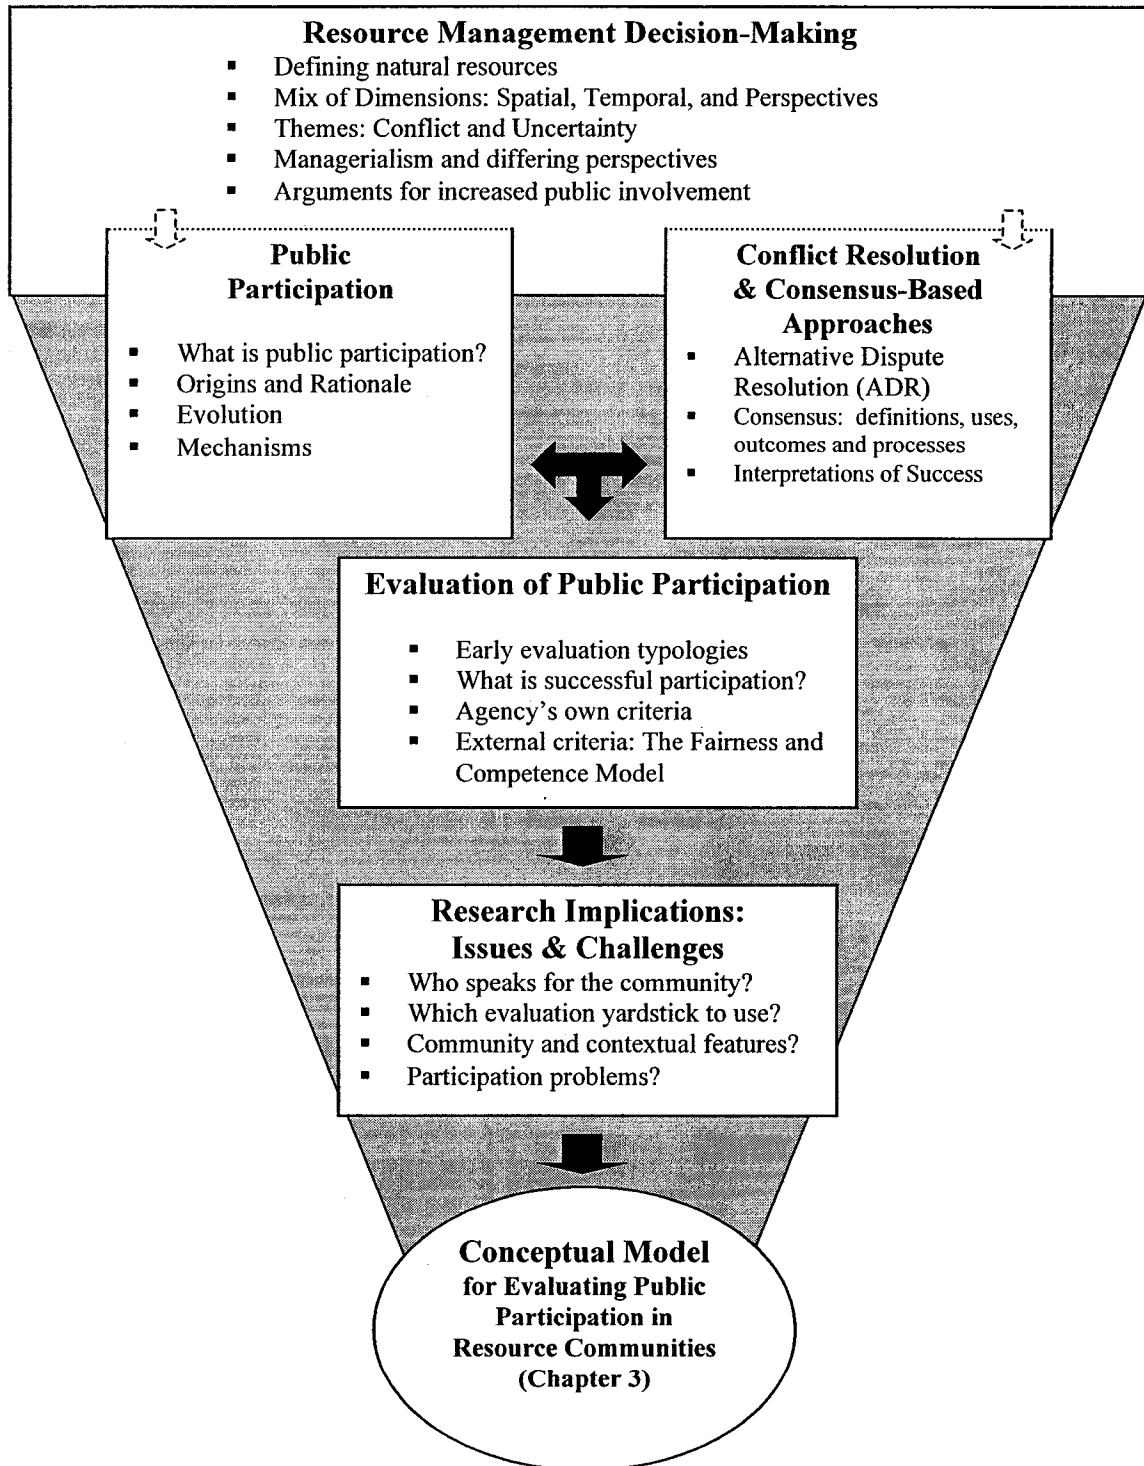 Resource Management Decision-Making
▪ Defining natural resources
▪ Mix of Dimensions: Spatial, Temporal, and Perspectives
▪ Themes: Conflict and Uncertainty
▪ Managerialism and differing perspectives
▪ Arguments for increased public involvement
Public
Participation
▪ What is public participation?
▪ Origins and Rationale
▪ Evolution
▪ Mechanisms
Conflict Resolution
& Consensus-Based
Approaches
▪ Alternative Dispute
Resolution (ADR)
▪ Consensus: definitions, uses,
outcomes and processes
▪ Interpretations of Success
Evaluation of Public Participation
▪ Early evaluation typologies
▪ What is successful participation?
▪ Agency's own criteria
▪ External criteria: The Fairness and
Competence Model
Research Implications:
Issues & Challenges
▪ Who speaks for the community?
▪ Which evaluation yardstick to use?
▪ Community and contextual features?
▪ Participation problems?
Conceptual Model
for Evaluating Public
Participation in
Resource Communities
(Chapter 3)